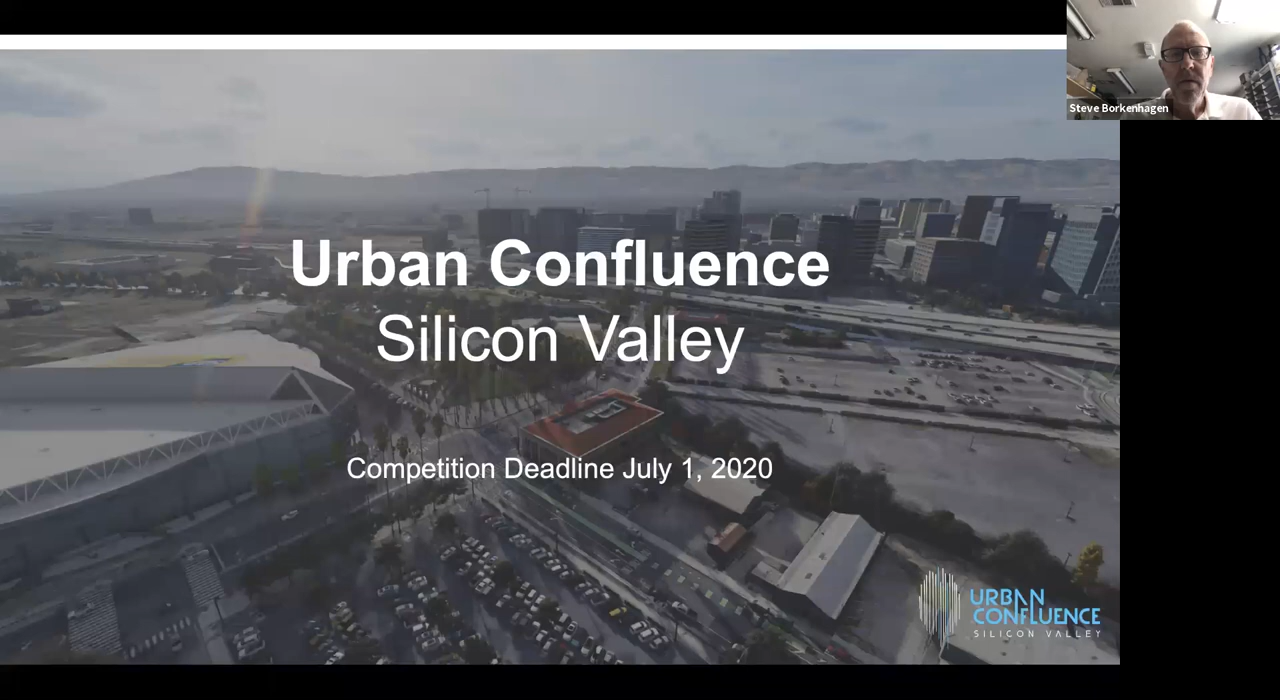 Steve Borkenhagen
Urban Confluence
Silicon Valley
Competition Deadline July 1, 2020
URBAN
CONFLUENCE
SILICON VALLEY